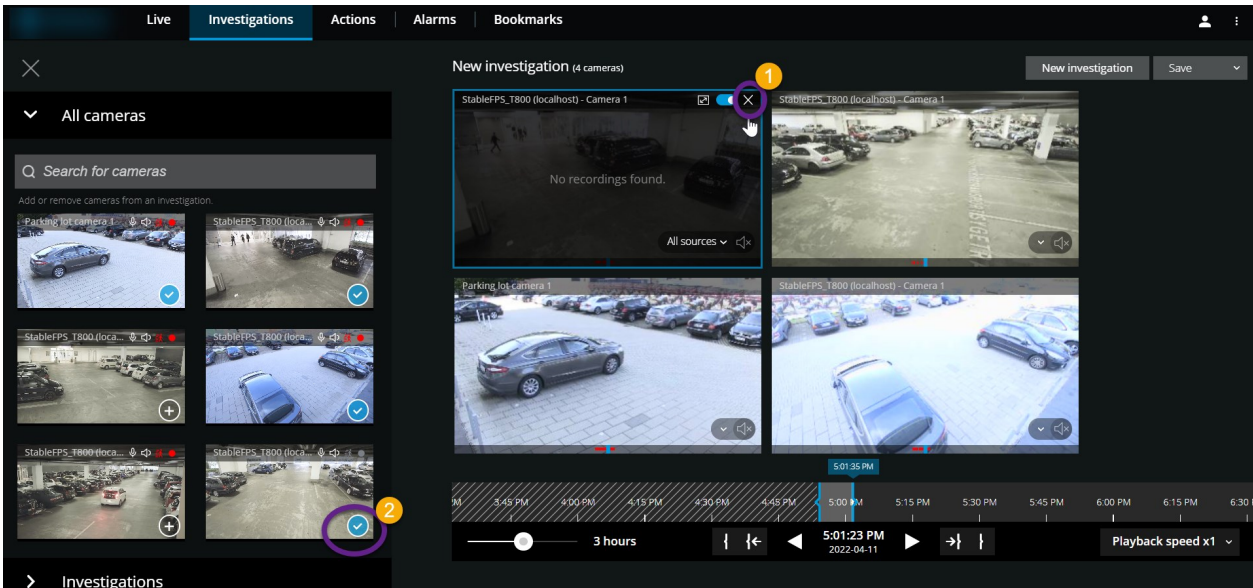 Live Investigations Actions Alarms Bookmarks
All cameras
Search for cameras
Add or remove cameras from an investigation.
Parking lot camera 1
StableFPS_T800 (loca...
StableFPS_T800 (loca...
StableFPS_T800 (loca...
StableFPS_T800 (loca...
StableFPS_T800 (loca...
2
Investigations
New investigation (4 cameras)
1
New investigation
Save
StableFPS_T800 (localhost) - Camera 1
No recordings found.
All sources
StableFPS_T800 (localhost) - Camera 1
Parking lot camera 1
StableFPS_T800 (localhost) - Camera 1
5:01:35 PM
M 3:45 PM 4:00 PM 4:15 PM 4:30 PM 4:45 PM 5:00 PM 5:15 PM 5:30 PM 5:45 PM 6:00 PM 6:15 PM 6:30
3 hours
5:01:23 PM
2022-04-11
Playback speed x1